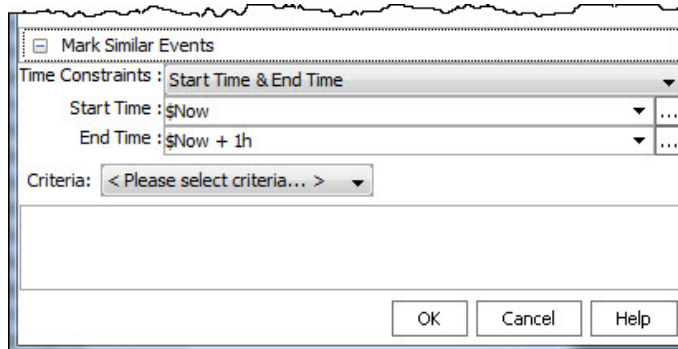 Mark Similar Events
Time Constraints : Start Time & End Time
Start Time : $Now ...
End Time : $Now + 1h ...
Criteria: < Please select criteria... >
OK Cancel Help